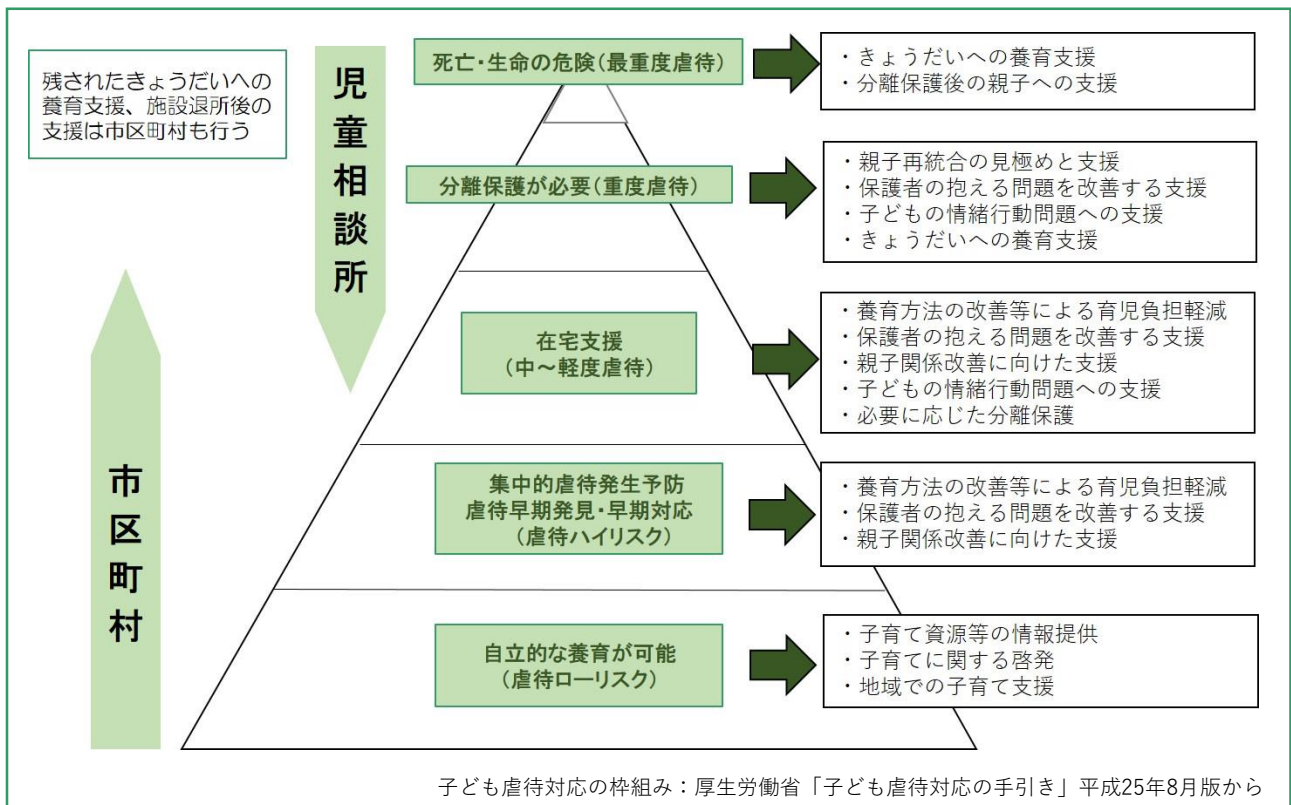 残されたきょうだいへの
養育支援、施設退所後の
支援は市区町村も行う
児童相談所
市区町村
死亡・生命の危険(最重度虐待)
・きょうだいへの養育支援
・分離保護後の親子への支援
分離保護が必要(重度虐待)
・親子再統合の見極めと支援
・保護者の抱える問題を改善する支援
・子どもの情緒行動問題への支援
・きょうだいへの養育支援
在宅支援
(中～軽度虐待)
・養育方法の改善等による育児負担軽減
・保護者の抱える問題を改善する支援
・親子関係改善に向けた支援
・子どもの情緒行動問題への支援
・必要に応じた分離保護
集中的虐待発生予防
虐待早期発見・早期対応
(虐待ハイリスク)
・養育方法の改善等による育児負担軽減
・保護者の抱える問題を改善する支援
・親子関係改善に向けた支援
自立的な養育が可能
(虐待ローリスク)
・子育て資源等の情報提供
・子育てに関する啓発
・地域での子育て支援
子ども虐待対応の枠組み：厚生労働省「子ども虐待対応の手引き」平成25年8月版から